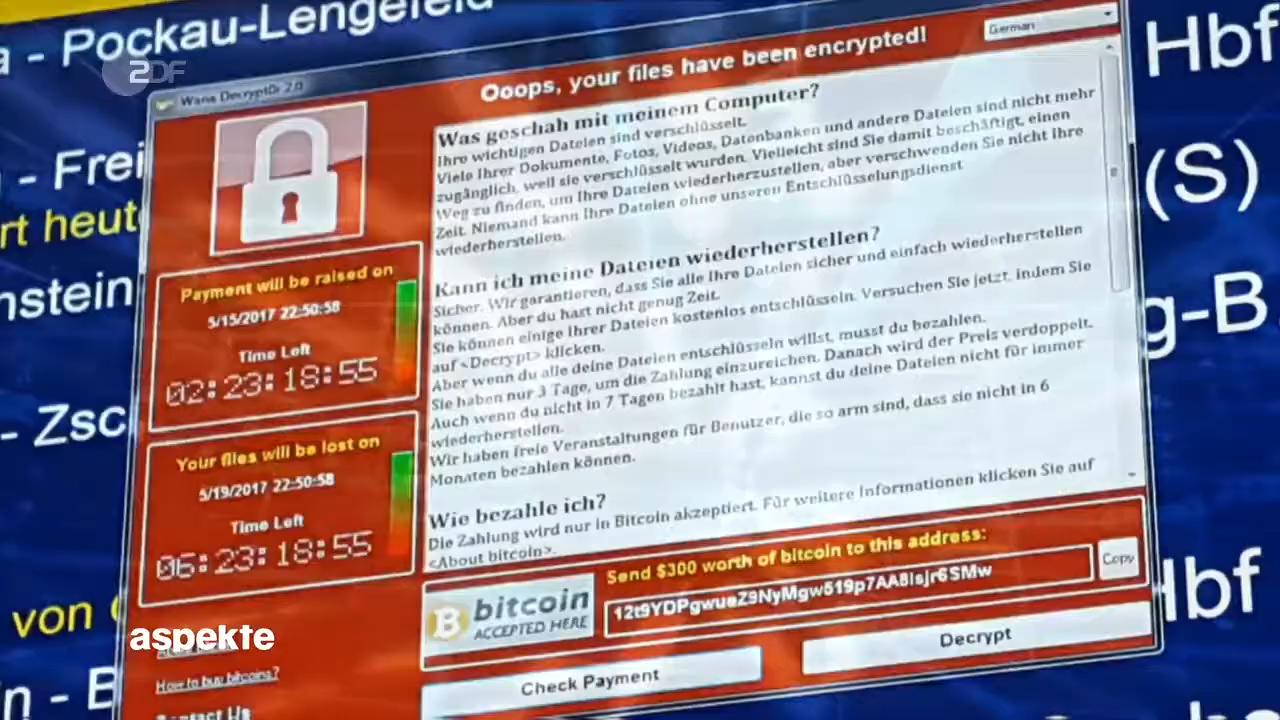 a - Pockau-Lengefeld
Hbf
ZDF
Wana Decrypt0r 2.0
Ooops, your files have been encrypted!
German
Was geschah mit meinem Computer?
Ihre wichtigen Dateien sind verschlüsselt.
Viele Ihrer Dokumente, Fotos, Videos, Datenbanken und andere Dateien sind nicht mehr
zugänglich, weil sie verschlüsselt wurden. Vielleicht sind Sie damit beschäftigt, einen
Weg zu finden, um Ihre Dateien wiederherzustellen, aber verschwenden Sie nicht Ihre
Zeit. Niemand kann Ihre Dateien ohne unseren Entschlüsselungsdienst
wiederherstellen.
- Frei
rt heut
(S)
nstein
Payment will be raised on
5/15/2017 22:50:58
Time Left
02:23:18:55
Kann ich meine Dateien wiederherstellen?
Sicher. Wir garantieren, dass Sie alle Ihre Dateien sicher und einfach wiederherstellen
können. Aber du hast nicht genug Zeit.
Sie können einige Ihrer Dateien kostenlos entschlüsseln. Versuchen Sie jetzt, indem Sie
auf <Decrypt> klicken.
Aber wenn du alle deine Dateien entschlüsseln willst, musst du bezahlen.
Sie haben nur 3 Tage, um die Zahlung einzureichen. Danach wird der Preis verdoppelt.
Auch wenn du nicht in 7 Tagen bezahlt hast, kannst du deine Dateien nicht für immer
wiederherstellen.
Wir haben freie Veranstaltungen für Benutzer, die so arm sind, dass sie nicht in 6
Monaten bezahlen können.
g-B
- Zsc
Your files will be lost on
5/19/2017 22:50:58
Time Left
06:23:18:55
Wie bezahle ich?
Die Zahlung wird nur in Bitcoin akzeptiert. Für weitere Informationen klicken Sie auf
<About bitcoin>.
bitcoin
ACCEPTED HERE
Send $300 worth of bitcoin to this address:
12t9YDPgwueZ9NyMgw519p7AA8isjr6SMw
Copy
Hbf
von
aspekte
How to buy bitcoins?
Contact Us
Check Payment
Decrypt
n - B